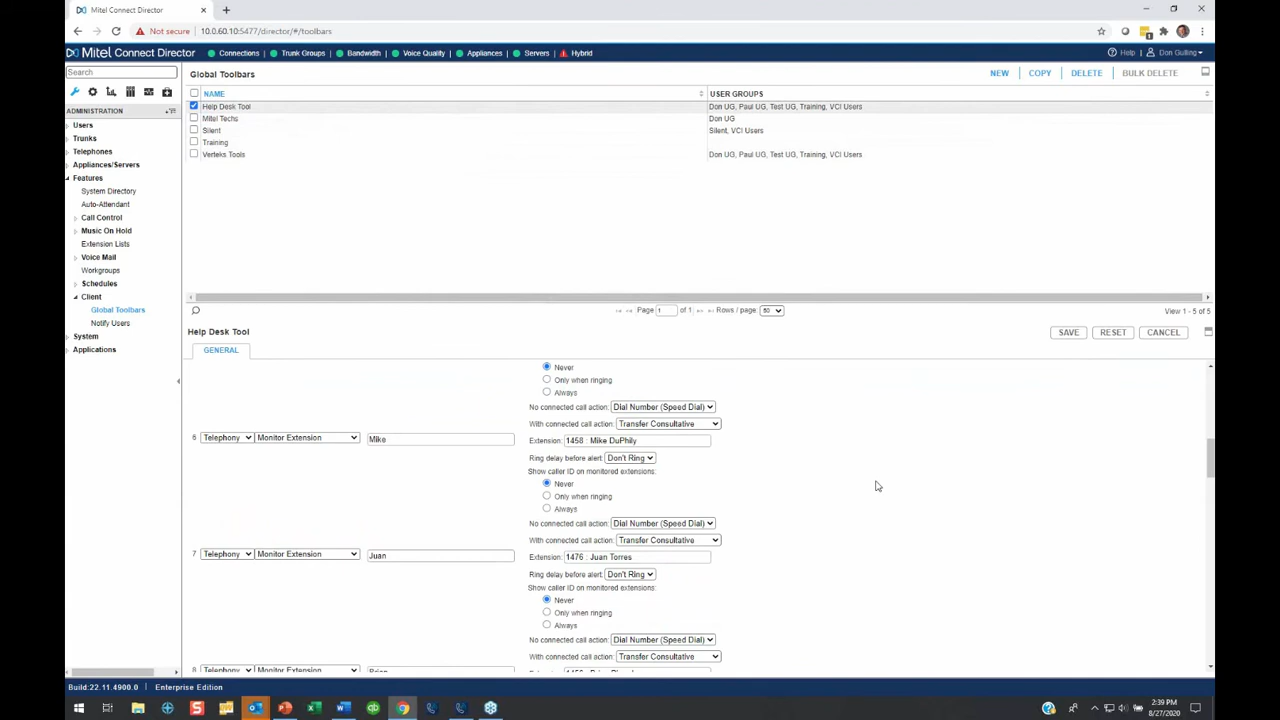 Mitel Connect Director
Not secure 10.0.60.10:5477/director/#/toolbars
Mitel Connect Director Connections Trunk Groups Bandwidth Voice Quality Appliances Servers Hybrid Help Don Gulling
Search
Global Toolbars NEW COPY DELETE BULK DELETE
NAME USER GROUPS
Help Desk Tool Don UG, Paul UG, Test UG, Training, VCI Users
Mitel Techs Don UG
Silent Silent, VCI Users
Training
Verteks Tools Don UG, Paul UG, Test UG, Training, VCI Users
ADMINISTRATION
Users
Trunks
Telephones
Appliances/Servers
Features
System Directory
Auto-Attendant
Call Control
Music On Hold
Extension Lists
Voice Mail
Workgroups
Schedules
Client
Global Toolbars
Notify Users
System
Applications
Page 1 of 1 Rows / page: 50 View 1 - 5 of 5
Help Desk Tool SAVE RESET CANCEL
GENERAL
Never
Only when ringing
Always
No connected call action: Dial Number (Speed Dial)
With connected call action: Transfer Consultative
6 Telephony Monitor Extension Mike Extension: 1458 : Mike DuPhily
Ring delay before alert: Don't Ring
Show caller ID on monitored extensions:
Never
Only when ringing
Always
No connected call action: Dial Number (Speed Dial)
With connected call action: Transfer Consultative
7 Telephony Monitor Extension Juan Extension: 1476 : Juan Torres
Ring delay before alert: Don't Ring
Show caller ID on monitored extensions:
Never
Only when ringing
Always
No connected call action: Dial Number (Speed Dial)
With connected call action: Transfer Consultative
8 Telephony Monitor Extension
Build:22.11.4900.0 Enterprise Edition
2:39 PM
8/27/2020